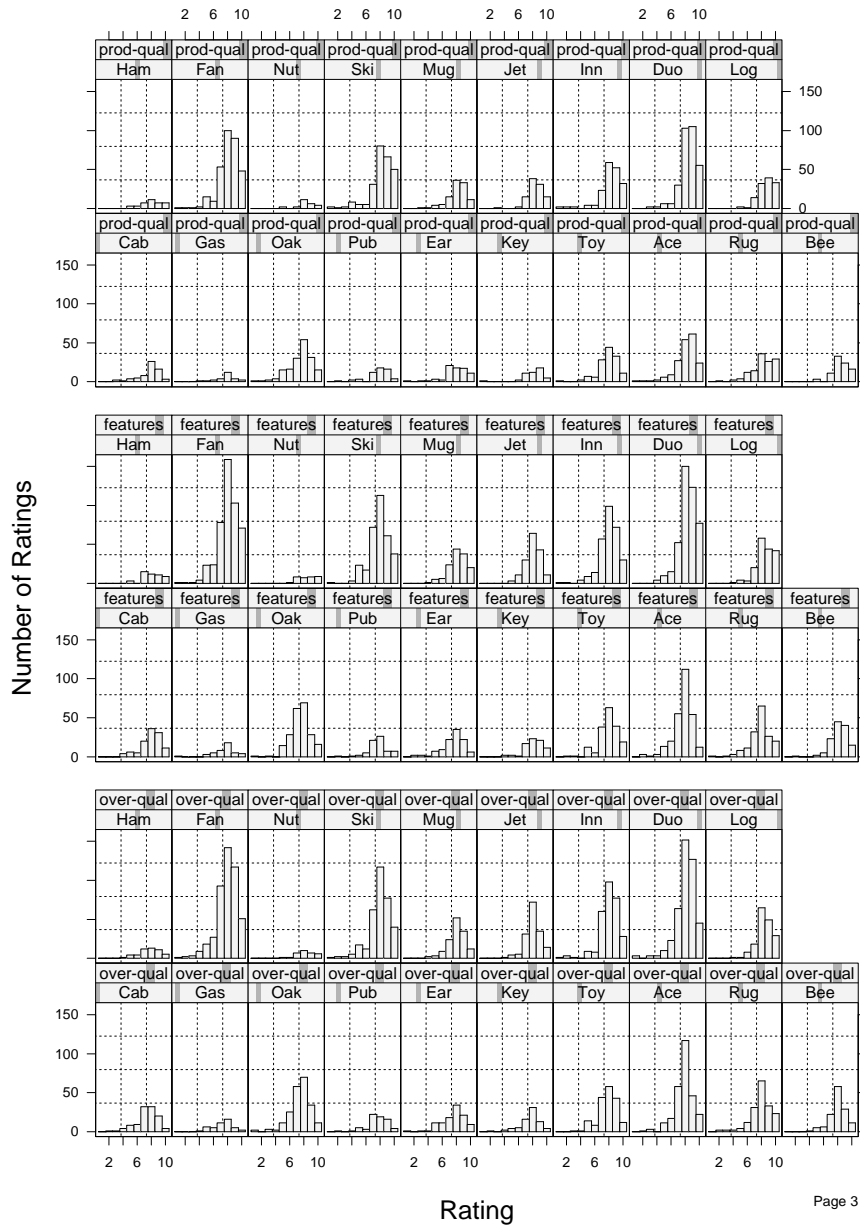 2 6 10 2 6 10 2 6 10 2 6 10
prod-qual prod-qual prod-qual prod-qual prod-qual prod-qual prod-qual prod-qual prod-qual
Ham Fan Nut Ski Mug Jet Inn Duo Log
150
100
50
0
prod-qual prod-qual prod-qual prod-qual prod-qual prod-qual prod-qual prod-qual prod-qual prod-qual
Cab Gas Oak Pub Ear Key Toy Ace Rug Bee
150
100
50
0
features features features features features features features features features
Ham Fan Nut Ski Mug Jet Inn Duo Log
features features features features features features features features features features
Cab Gas Oak Pub Ear Key Toy Ace Rug Bee
150
100
50
0
Number of Ratings
over-qual over-qual over-qual over-qual over-qual over-qual over-qual over-qual over-qual
Ham Fan Nut Ski Mug Jet Inn Duo Log
over-qual over-qual over-qual over-qual over-qual over-qual over-qual over-qual over-qual over-qual
Cab Gas Oak Pub Ear Key Toy Ace Rug Bee
150
100
50
0
2 6 10 2 6 10 2 6 10 2 6 10 2 6 10
Rating
Page 3